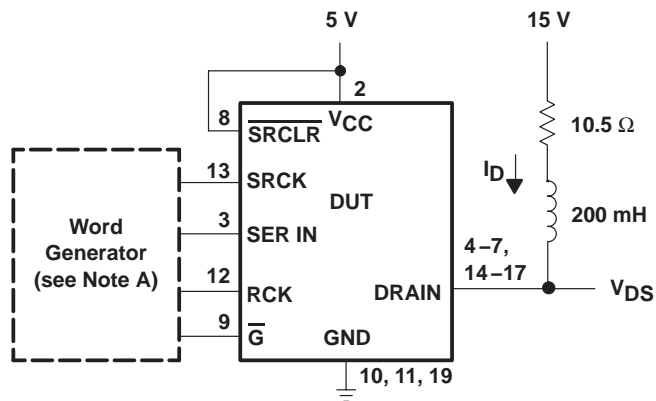 5 V
15 V
2
8
VCC
SRCLR
10.5 Ω
13
SRCK
ID
DUT
Word
Generator
(see Note A)
3
SER IN
200 mH
4–7,
14–17
12
RCK
DRAIN
VDS
9
G
GND
10, 11, 19